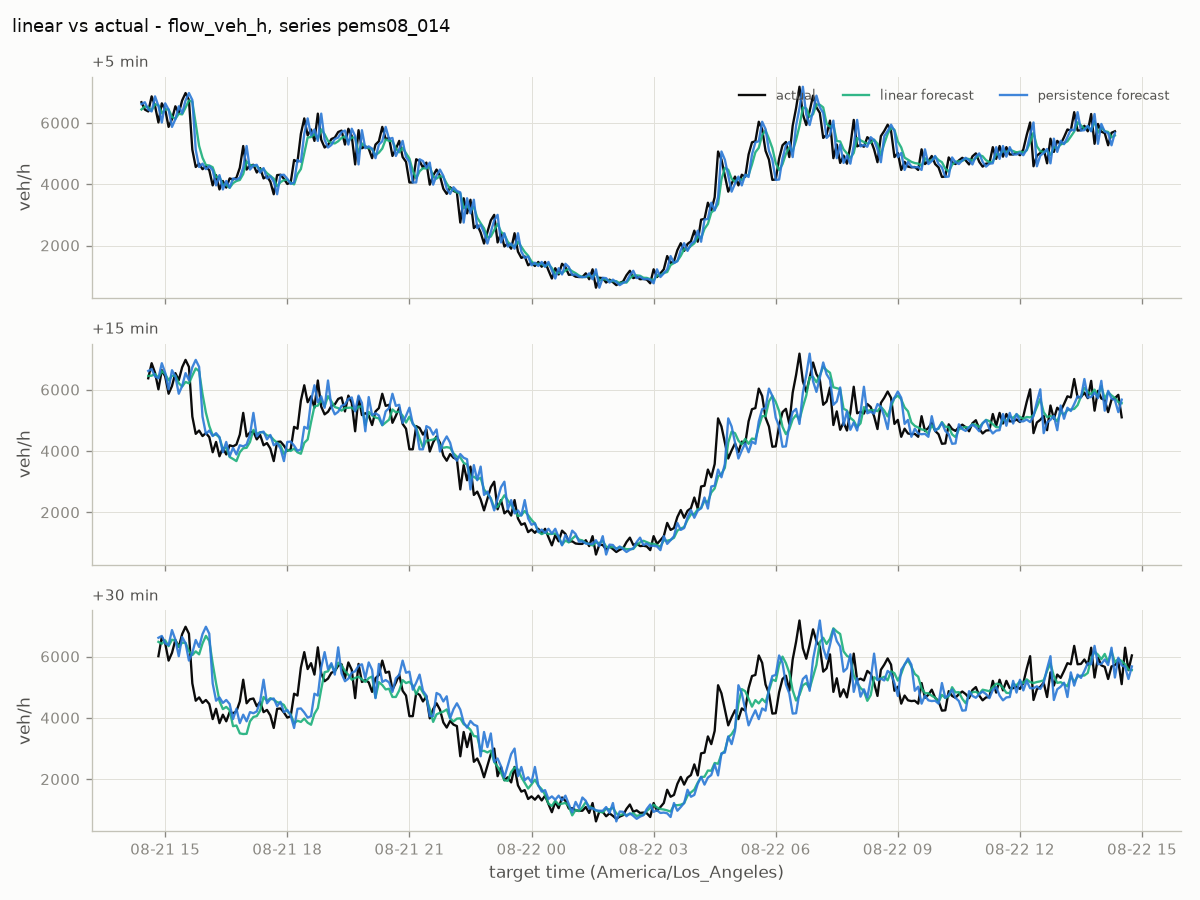 linear vs actual - flow_veh_h, series pems08_014
+5 min
actual
linear forecast
persistence forecast
6000
4000
2000
veh/h
+15 min
6000
4000
2000
veh/h
+30 min
6000
4000
2000
veh/h
08-21 15
08-21 18
08-21 21
08-22 00
08-22 03
08-22 06
08-22 09
08-22 12
08-22 15
target time (America/Los_Angeles)